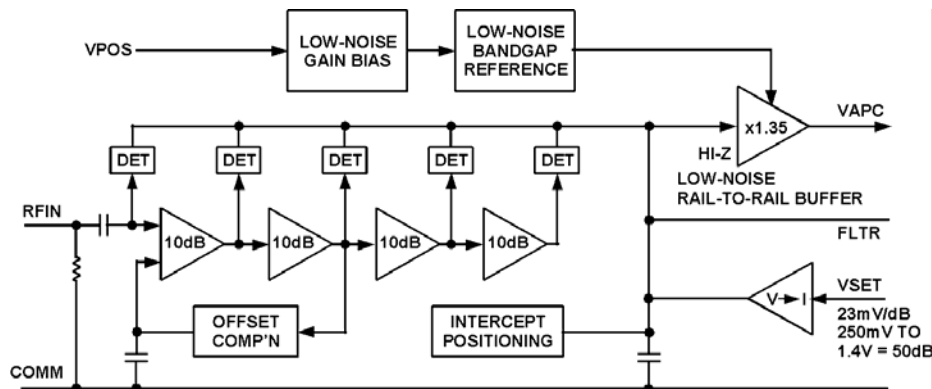 VPOS
LOW-NOISE
GAIN BIAS
LOW-NOISE
BANDGAP
REFERENCE
x1.35
VAPC
HI-Z
LOW-NOISE
RAIL-TO-RAIL BUFFER
DET
DET
DET
DET
DET
RFIN
10dB
10dB
10dB
10dB
FLTR
V
I
VSET
23mV/dB
250mV TO
1.4V = 50dB
OFFSET
COMP'N
INTERCEPT
POSITIONING
COMM